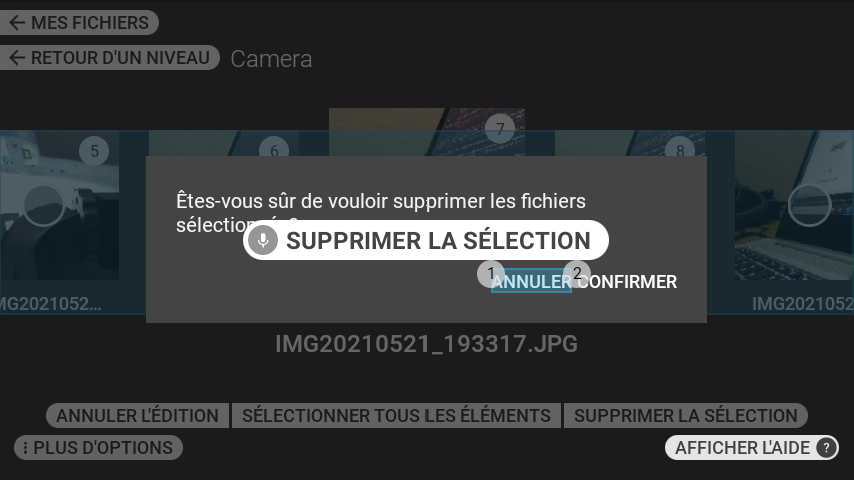 MES FICHIERS
RETOUR D'UN NIVEAU Camera
5 6 7 8
Êtes-vous sûr de vouloir supprimer les fichiers
SUPPRIMER LA SÉLECTION
1 ANNULER 2 CONFIRMER
IMG20210521_193317.JPG
ANNULER L'ÉDITION SÉLECTIONNER TOUS LES ÉLÉMENTS SUPPRIMER LA SÉLECTION
PLUS D'OPTIONS AFFICHER L'AIDE ?